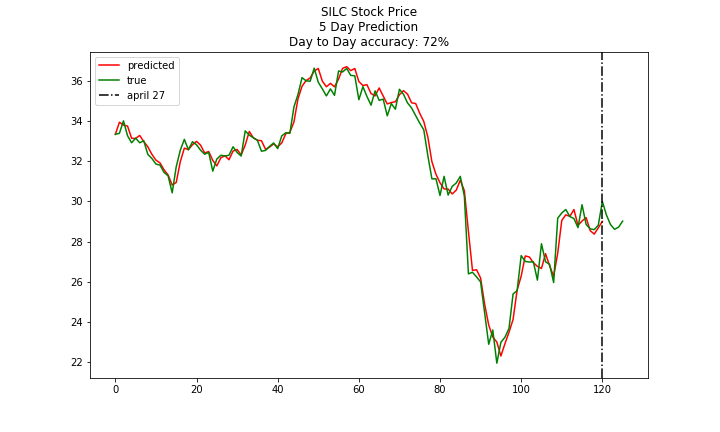 SILC Stock Price
5 Day Prediction
Day to Day accuracy: 72%
predicted
true
april 27
36
34
32
30
28
26
24
22
0 20 40 60 80 100 120